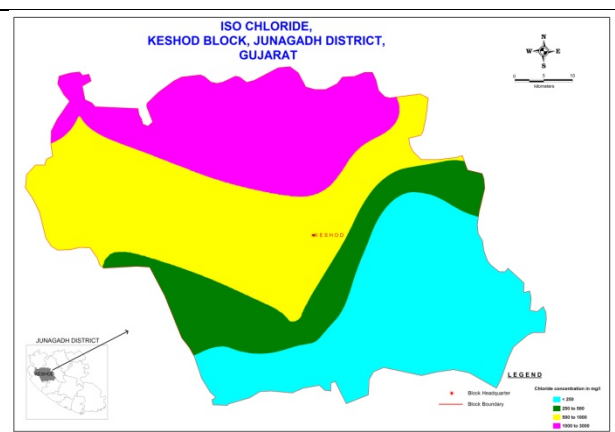 ISO CHLORIDE,
KESHOD BLOCK, JUNAGADH DISTRICT,
GUJARAT
N
W E
S
0 5 10
kilometers
KESHOD
JUNAGADH DISTRICT
KESHOD
LEGEND
Chloride concentration in mg/l
Block Headquarter
Block Boundary
< 250
250 to 500
500 to 1000
1000 to 3000